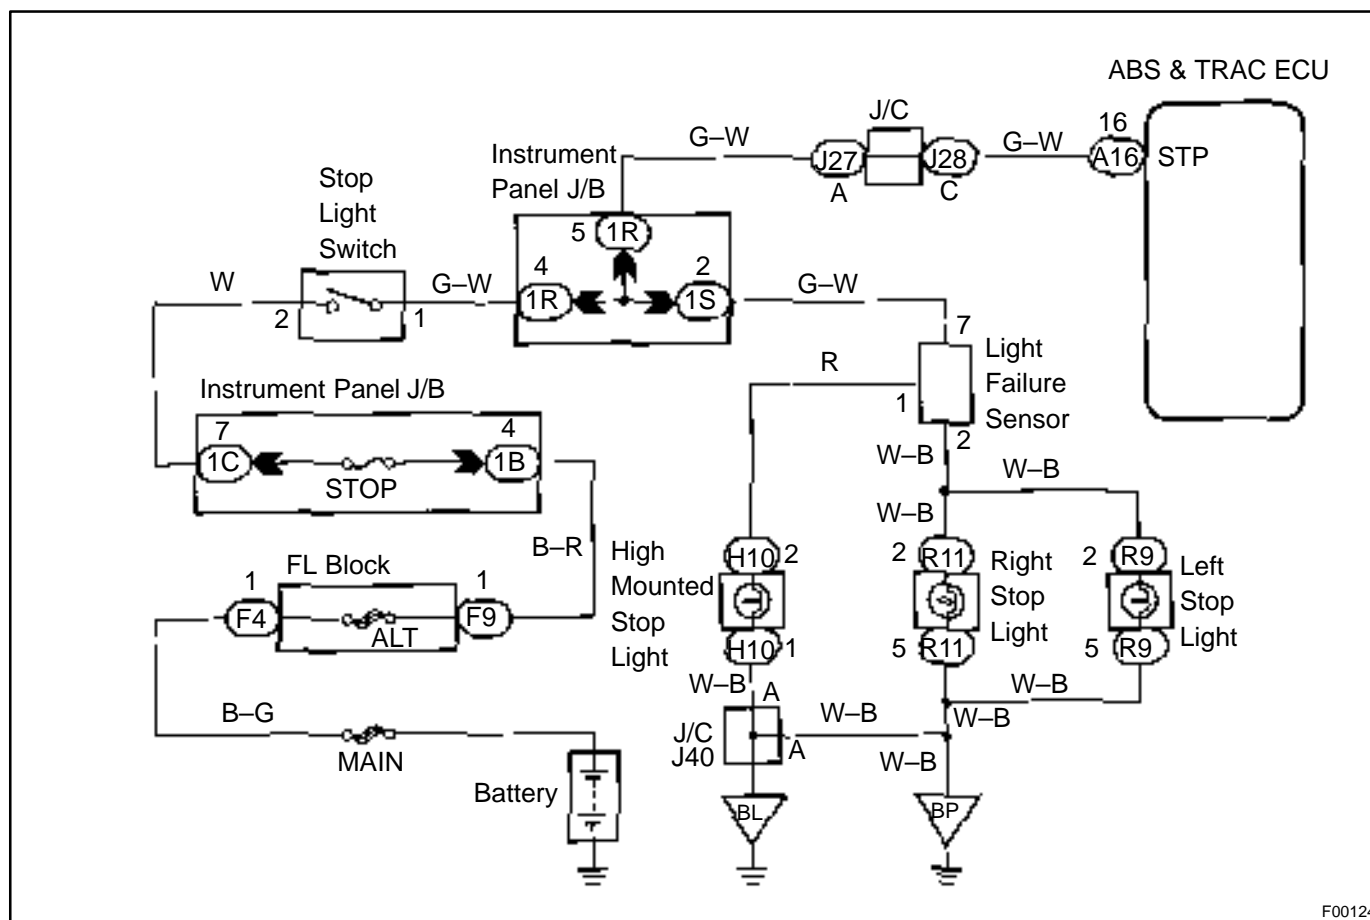 ABS & TRAC ECU
J/C
16
G–W
J27
J28
G–W
A16
STP
A
C
Instrument
Panel J/B
Stop
Light
Switch
5
1R
4
2
W
G–W
1R
1S
G–W
2
1
7
Light
Failure
Sensor
R
1
2
Instrument Panel J/B
7
4
1C
1B
STOP
W–B
W–B
W–B
B–R
FL Block
1
1
F4
F9
ALT
High
Mounted
Stop
Light
H10
2
2
R11
Right
Stop
Light
2
R9
Left
Stop
Light
H10
1
5
R11
5
R9
W–B
A
W–B
W–B
B–G
MAIN
J/C
J40
A
W–B
W–B
Battery
BL
BP
F00124